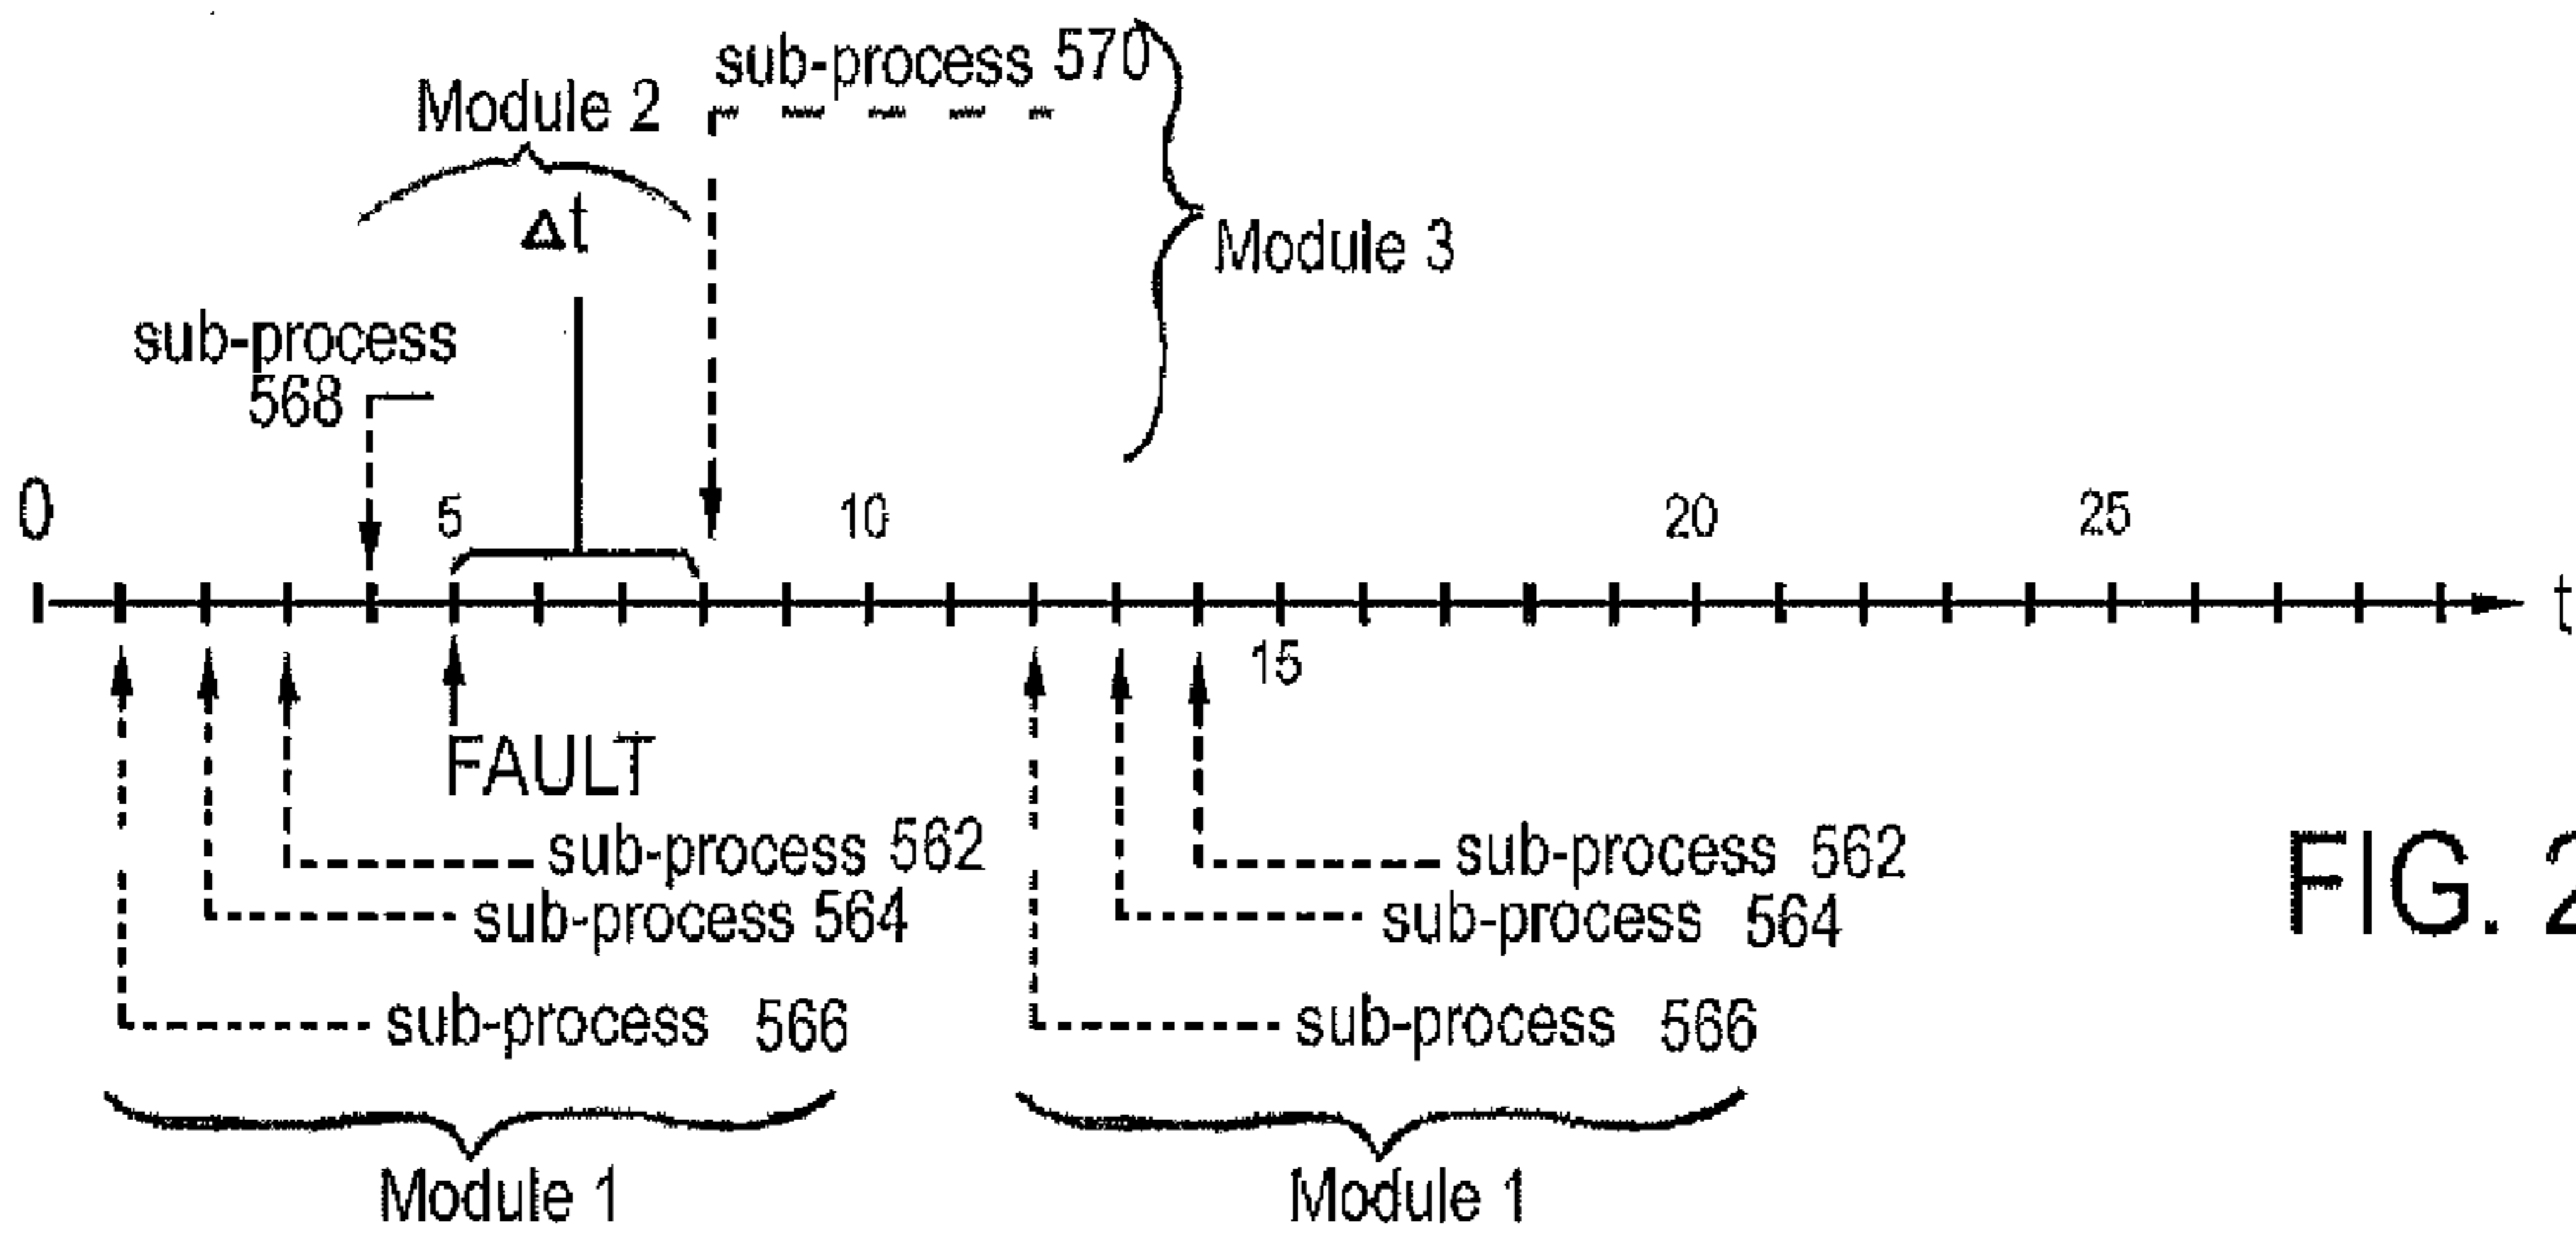 sub-process 570
Module 2
Δt
Module 3
sub-process
568
0
5
10
20
25
t
15
FAULT
sub-process 562
sub-process 564
sub-process 566
Module 1
sub-process 562
sub-process 564
sub-process 566
Module 1
FIG. 2